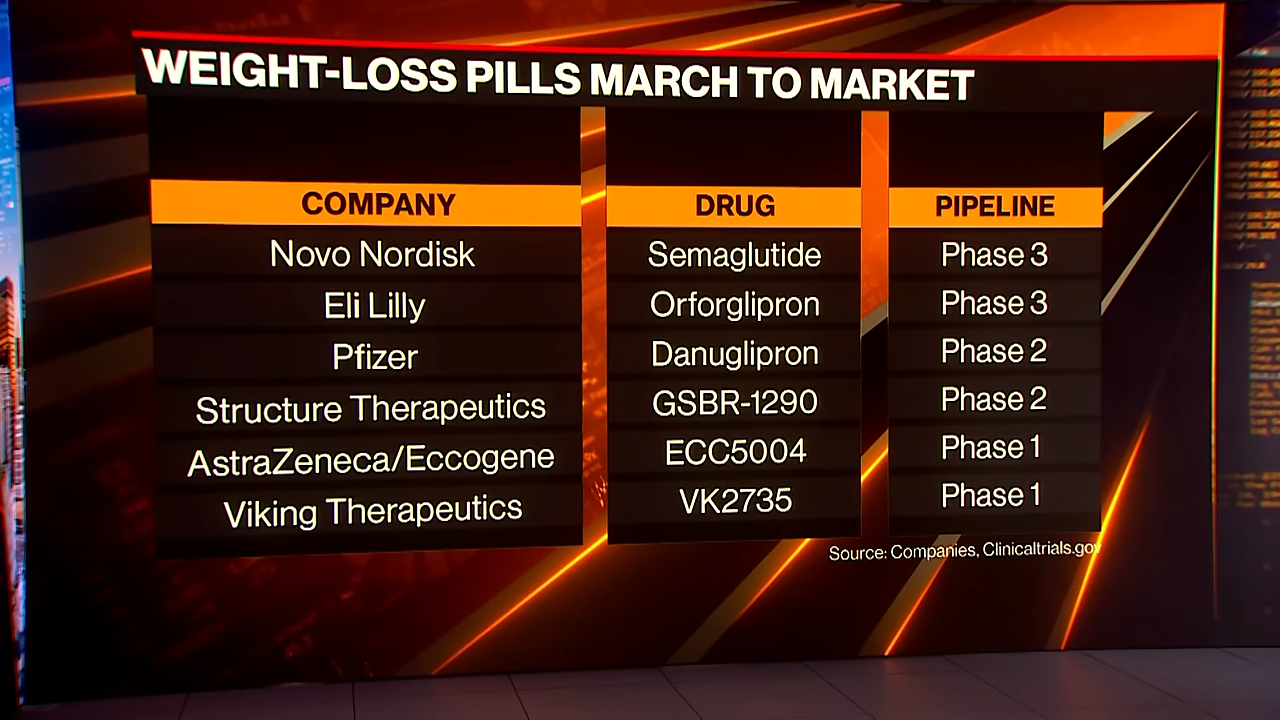 WEIGHT-LOSS PILLS MARCH TO MARKET
COMPANY DRUG PIPELINE
Novo Nordisk Semaglutide Phase 3
Eli Lilly Orforglipron Phase 3
Pfizer Danuglipron Phase 2
Structure Therapeutics GSBR-1290 Phase 2
AstraZeneca/Eccogene ECC5004 Phase 1
Viking Therapeutics VK2735 Phase 1
Source: Companies, Clinicaltrials.gov